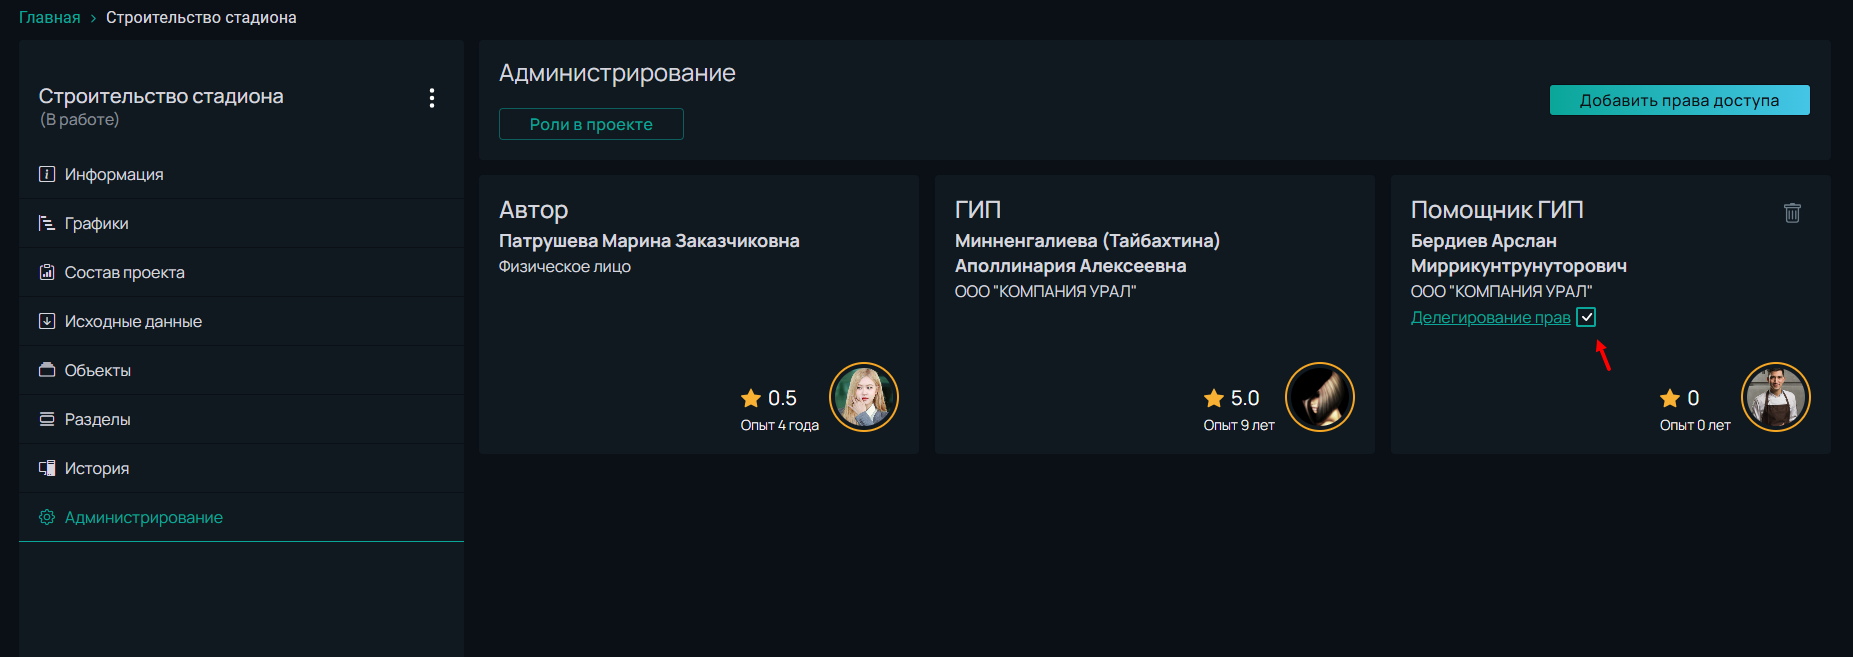 Главная > Строительство стадиона
Строительство стадиона
(В работе)
Информация
Графики
Состав проекта
Исходные данные
Объекты
Разделы
История
Администрирование
Администрирование
Роли в проекте
Добавить права доступа
Автор
Патрушева Марина Заказчиковна
Физическое лицо
0.5
Опыт 4 года
ГИП
Минненгалиева (Тайбахтина)
Аполлинария Алексеевна
ООО "КОМПАНИЯ УРАЛ"
5.0
Опыт 9 лет
Помощник ГИП
Бердиев Арслан
Миррикунтрунуторович
ООО "КОМПАНИЯ УРАЛ"
Делегирование прав
0
Опыт 0 лет